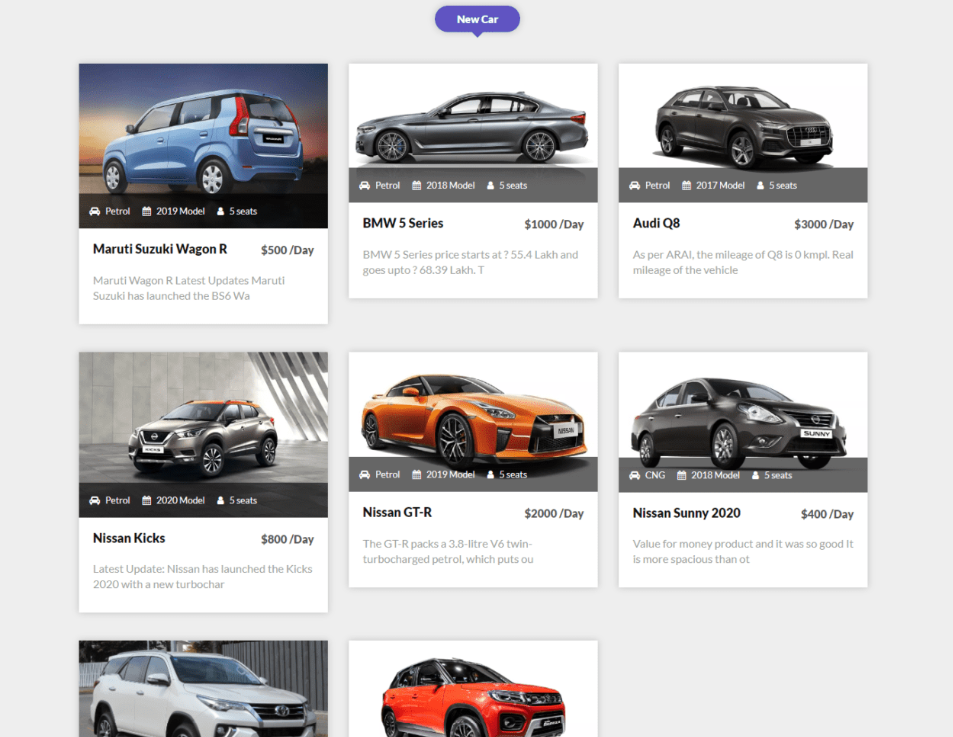 New Car
Petrol 2019 Model 5 seats
Maruti Suzuki Wagon R $500 /Day
Maruti Wagon R Latest Updates Maruti
Suzuki has launched the BS6 Wa
Petrol 2018 Model 5 seats
BMW 5 Series $1000 /Day
BMW 5 Series price starts at ? 55.4 Lakh and
goes upto ? 68.39 Lakh. T
Petrol 2017 Model 5 seats
Audi Q8 $3000 /Day
As per ARAI, the mileage of Q8 is 0 kmpl. Real
mileage of the vehicle
KICKS
Petrol 2020 Model 5 seats
Nissan Kicks $800 /Day
Latest Update: Nissan has launched the Kicks
2020 with a new turbochar
NISSAN
Petrol 2019 Model 5 seats
Nissan GT-R $2000 /Day
The GT-R packs a 3.8-litre V6 twin-
turbocharged petrol, which puts ou
SUNNY
CNG 2018 Model 5 seats
Nissan Sunny 2020 $400 /Day
Value for money product and it was so good It
is more spacious than ot